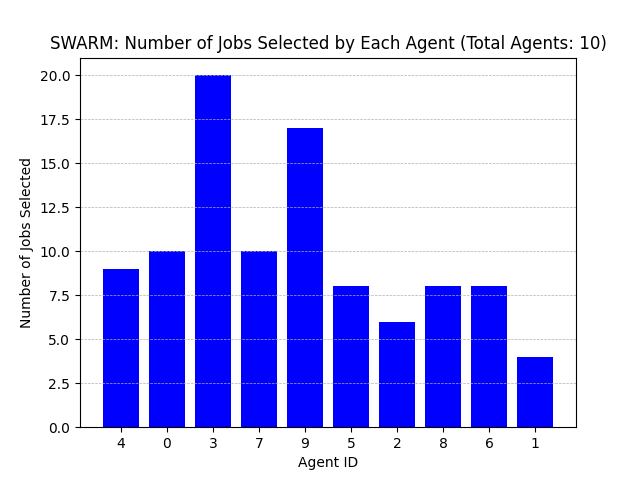 SWARM: Number of Jobs Selected by Each Agent (Total Agents: 10)
20.0
17.5
15.0
12.5
10.0
7.5
5.0
2.5
0.0
Number of Jobs Selected
4 0 3 7 9 5 2 8 6 1
Agent ID